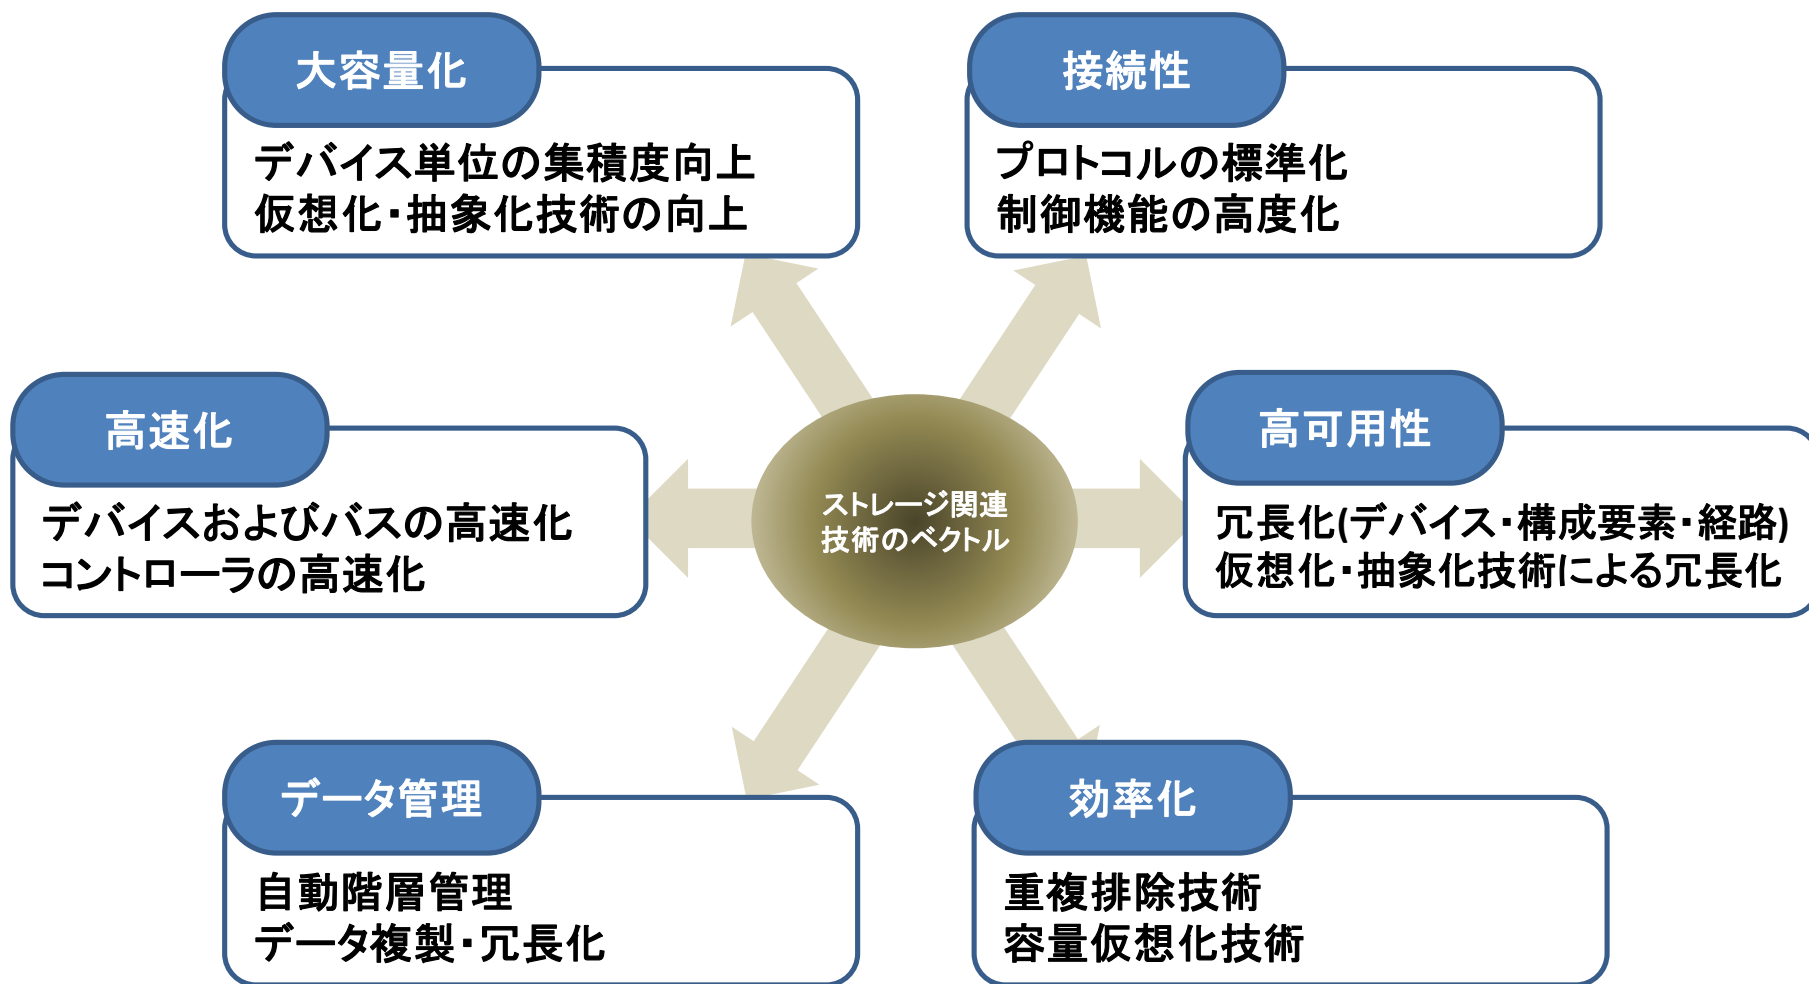 大容量化
デバイス単位の集積度向上
仮想化・抽象化技術の向上
接続性
プロトコルの標準化
制御機能の高度化
高速化
デバイスおよびバスの高速化
コントローラの高速化
ストレージ関連
技術のベクトル
高可用性
冗長化(デバイス・構成要素・経路)
仮想化・抽象化技術による冗長化
データ管理
自動階層管理
データ複製・冗長化
効率化
重複排除技術
容量仮想化技術